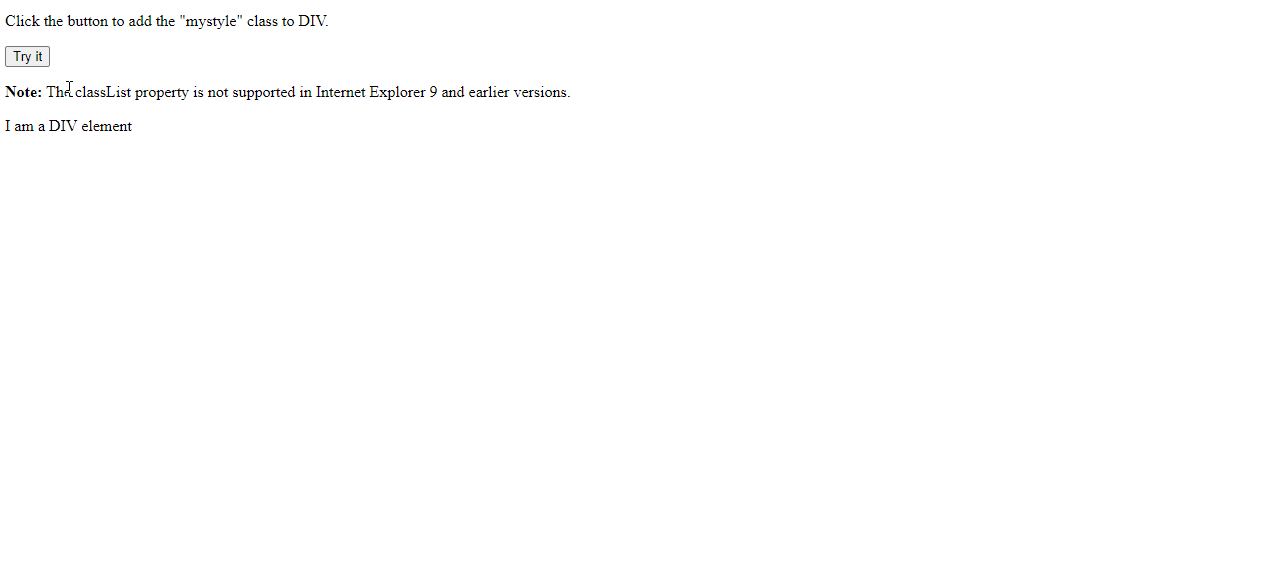 Click the button to add the "mystyle" class to DIV.
Try it
Note: The classList property is not supported in Internet Explorer 9 and earlier versions.
I am a DIV element